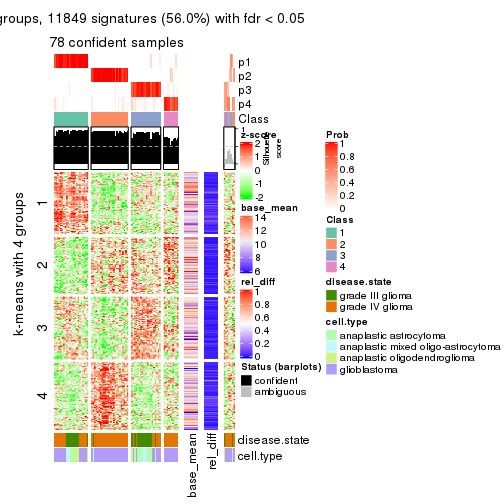 groups, 11849 signatures (56.0%) with fdr < 0.05
78 confident samples
p1
p2
p3
p4
Class
1
Silhouette
score
k-means with 4 groups
1
2
3
4
disease.state
cell.type
base_mean
rel_diff
z-score
2
1
0
-1
-2
base_mean
14
12
10
8
6
rel_diff
1
0.8
0.6
0.4
0.2
0
Status (barplots)
confident
ambiguous
Prob
1
0.8
0.6
0.4
0.2
0
Class
1
2
3
4
disease.state
grade III glioma
grade IV glioma
cell.type
anaplastic astrocytoma
anaplastic mixed oligo-astrocytoma
anaplastic oligodendroglioma
glioblastoma